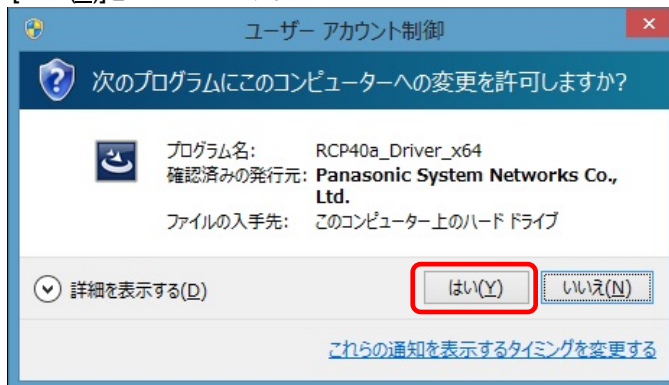 ユーザー アカウント制御
次のプログラムにこのコンピューターへの変更を許可しますか?
プログラム名: RCP40a_Driver_x64
確認済みの発行元: Panasonic System Networks Co.,
Ltd.
ファイルの入手先: このコンピューター上のハード ドライブ
詳細を表示する(D) はい(Y) いいえ(N)
これらの通知を表示するタイミングを変更する